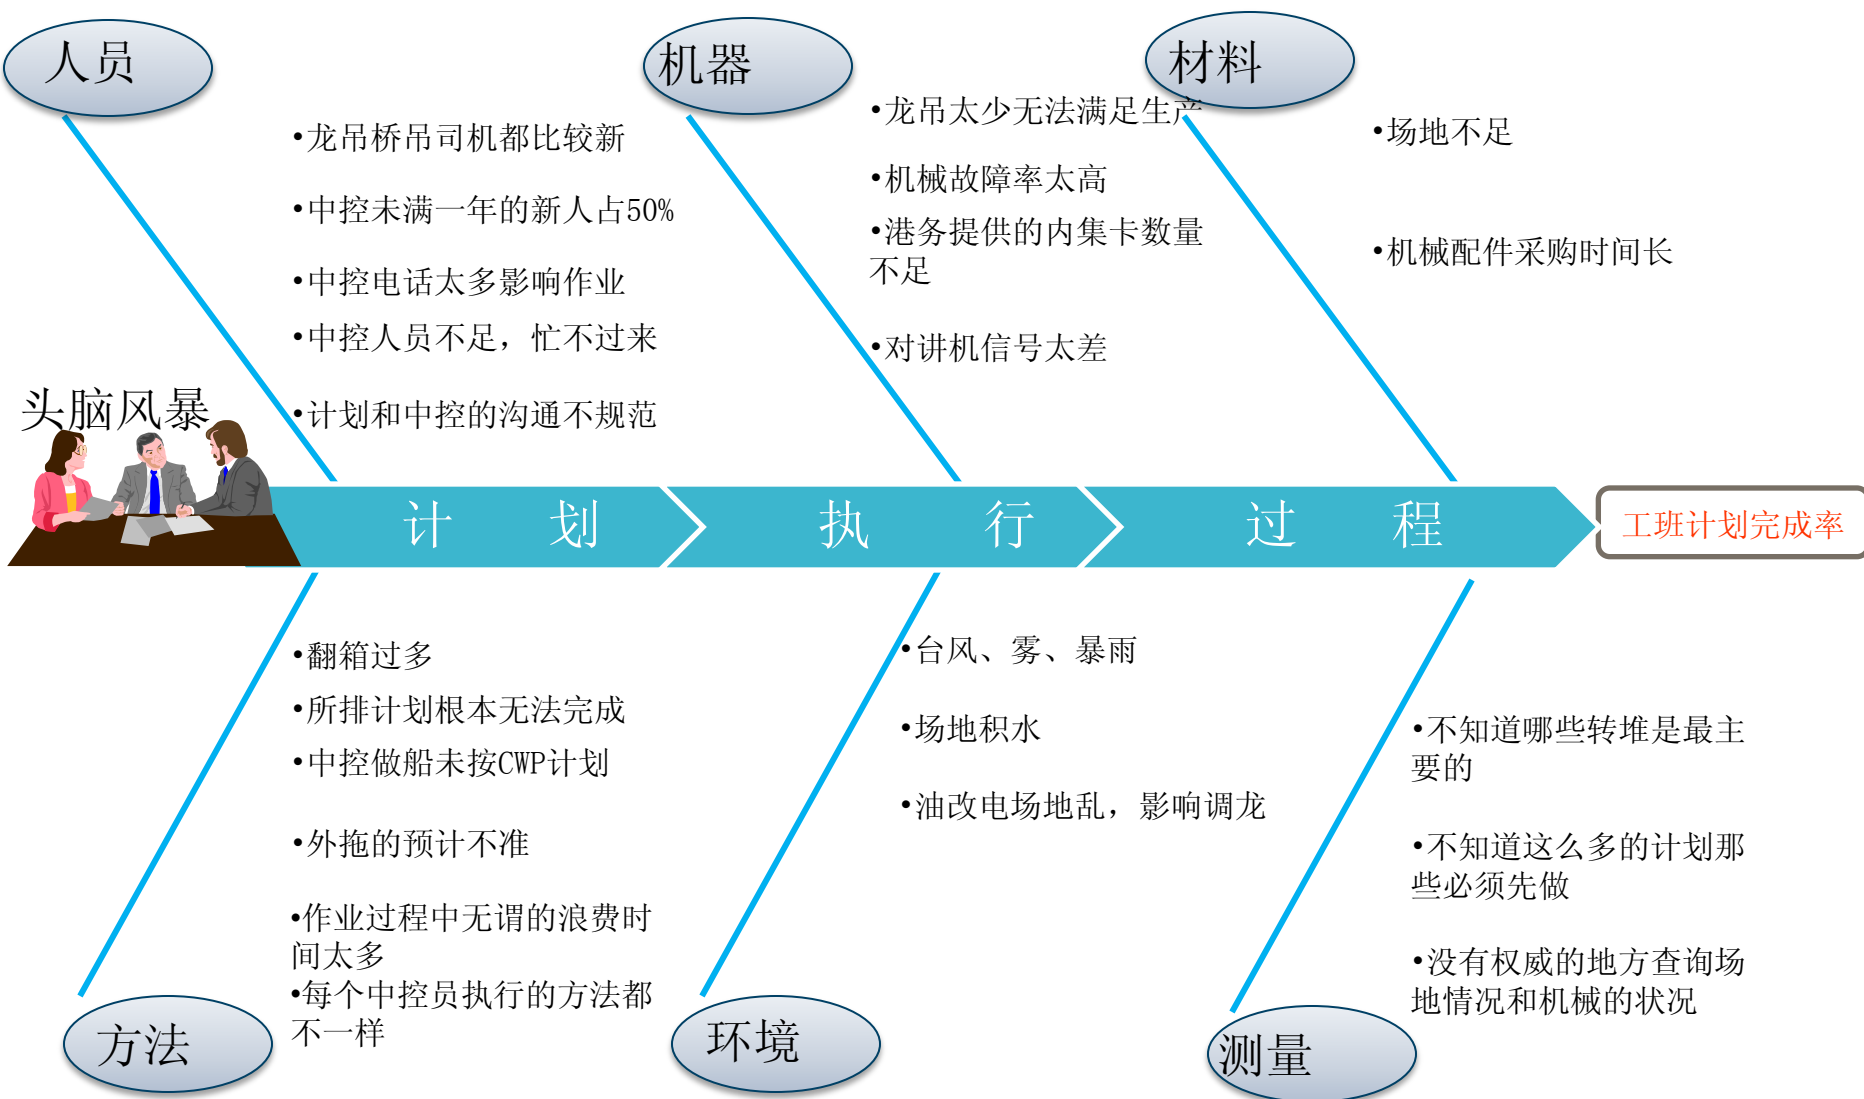 人员
机器
材料
•龙吊桥吊司机都比较新
•中控未满一年的新人占50%
•中控电话太多影响作业
•中控人员不足，忙不过来
•计划和中控的沟通不规范
•龙吊太少无法满足生产
•机械故障率太高
•港务提供的内集卡数量
不足
•对讲机信号太差
•场地不足
•机械配件采购时间长
头脑风暴
计划
执行
过程
工班计划完成率
•翻箱过多
•所排计划根本无法完成
•中控做船未按CWP计划
•外拖的预计不准
•作业过程中无谓的浪费时
间太多
•每个中控员执行的方法都
不一样
•台风、雾、暴雨
•场地积水
•油改电场地乱，影响调龙
•不知道哪些转堆是最主
要的
•不知道这么多的计划那
些必须先做
•没有权威的地方查询场
地情况和机械的状况
方法
环境
测量